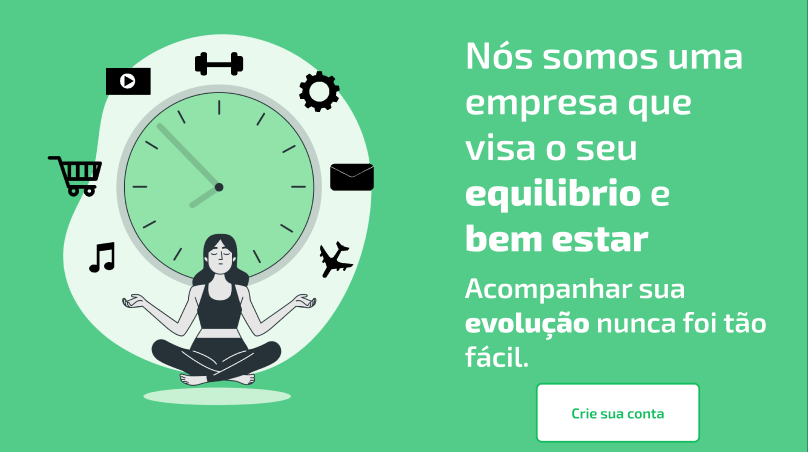 Nós somos uma
empresa que
visa o seu
equilibrio e
bem estar
Acompanhar sua
evolução nunca foi tão
fácil.
Crie sua conta